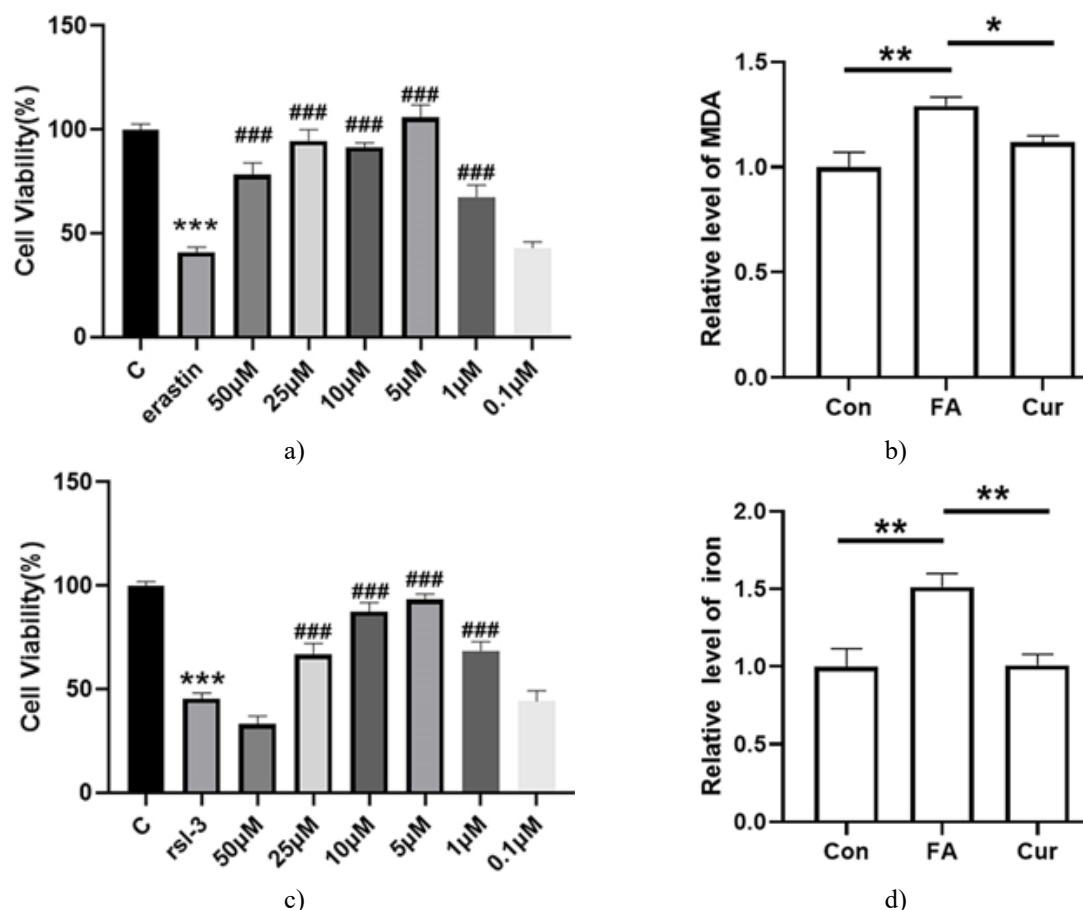 150
100
50
0
Cell Viability(%)
***
###
###
###
###
###
C
erastin
50μM
25μM
10μM
5μM
1μM
0.1μM
a)
**
*
1.5
1.0
0.5
0.0
Relative level of MDA
Con
FA
Cur
b)
150
100
50
0
Cell Viability(%)
***
###
###
###
###
C
rsl-3
50μM
25μM
10μM
5μM
1μM
0.1μM
c)
**
**
2.0
1.5
1.0
0.5
0.0
Relative level of iron
Con
FA
Cur
d)